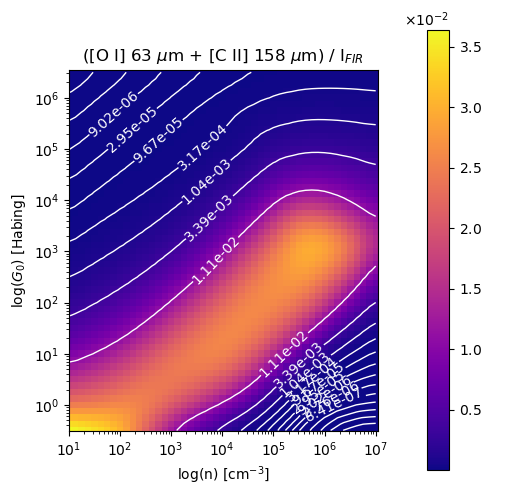 ×10⁻²
([O I] 63 μm + [C II] 158 μm) / I_FIR
3.5
3.0
2.5
2.0
1.5
1.0
0.5
log(G₀) [Habing]
10⁶
10⁵
10⁴
10³
10²
10¹
10⁰
9.02e-06
2.95e-05
9.67e-05
3.17e-04
1.04e-03
3.39e-03
1.11e-02
1.11e-02
3.39e-03
1.04e-03
10¹ 10² 10³ 10⁴ 10⁵ 10⁶ 10⁷
log(n) [cm⁻³]